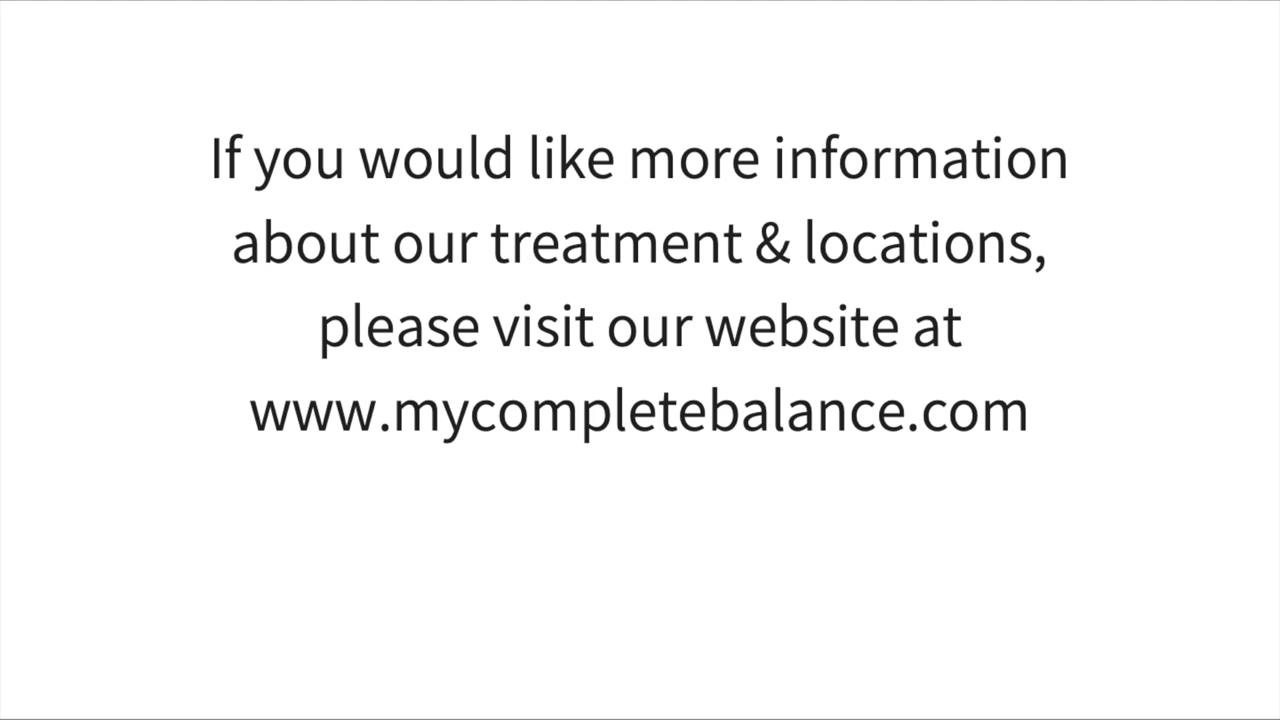 If you would like more information
about our treatment & locations,
please visit our website at
www.mycompletebalance.com